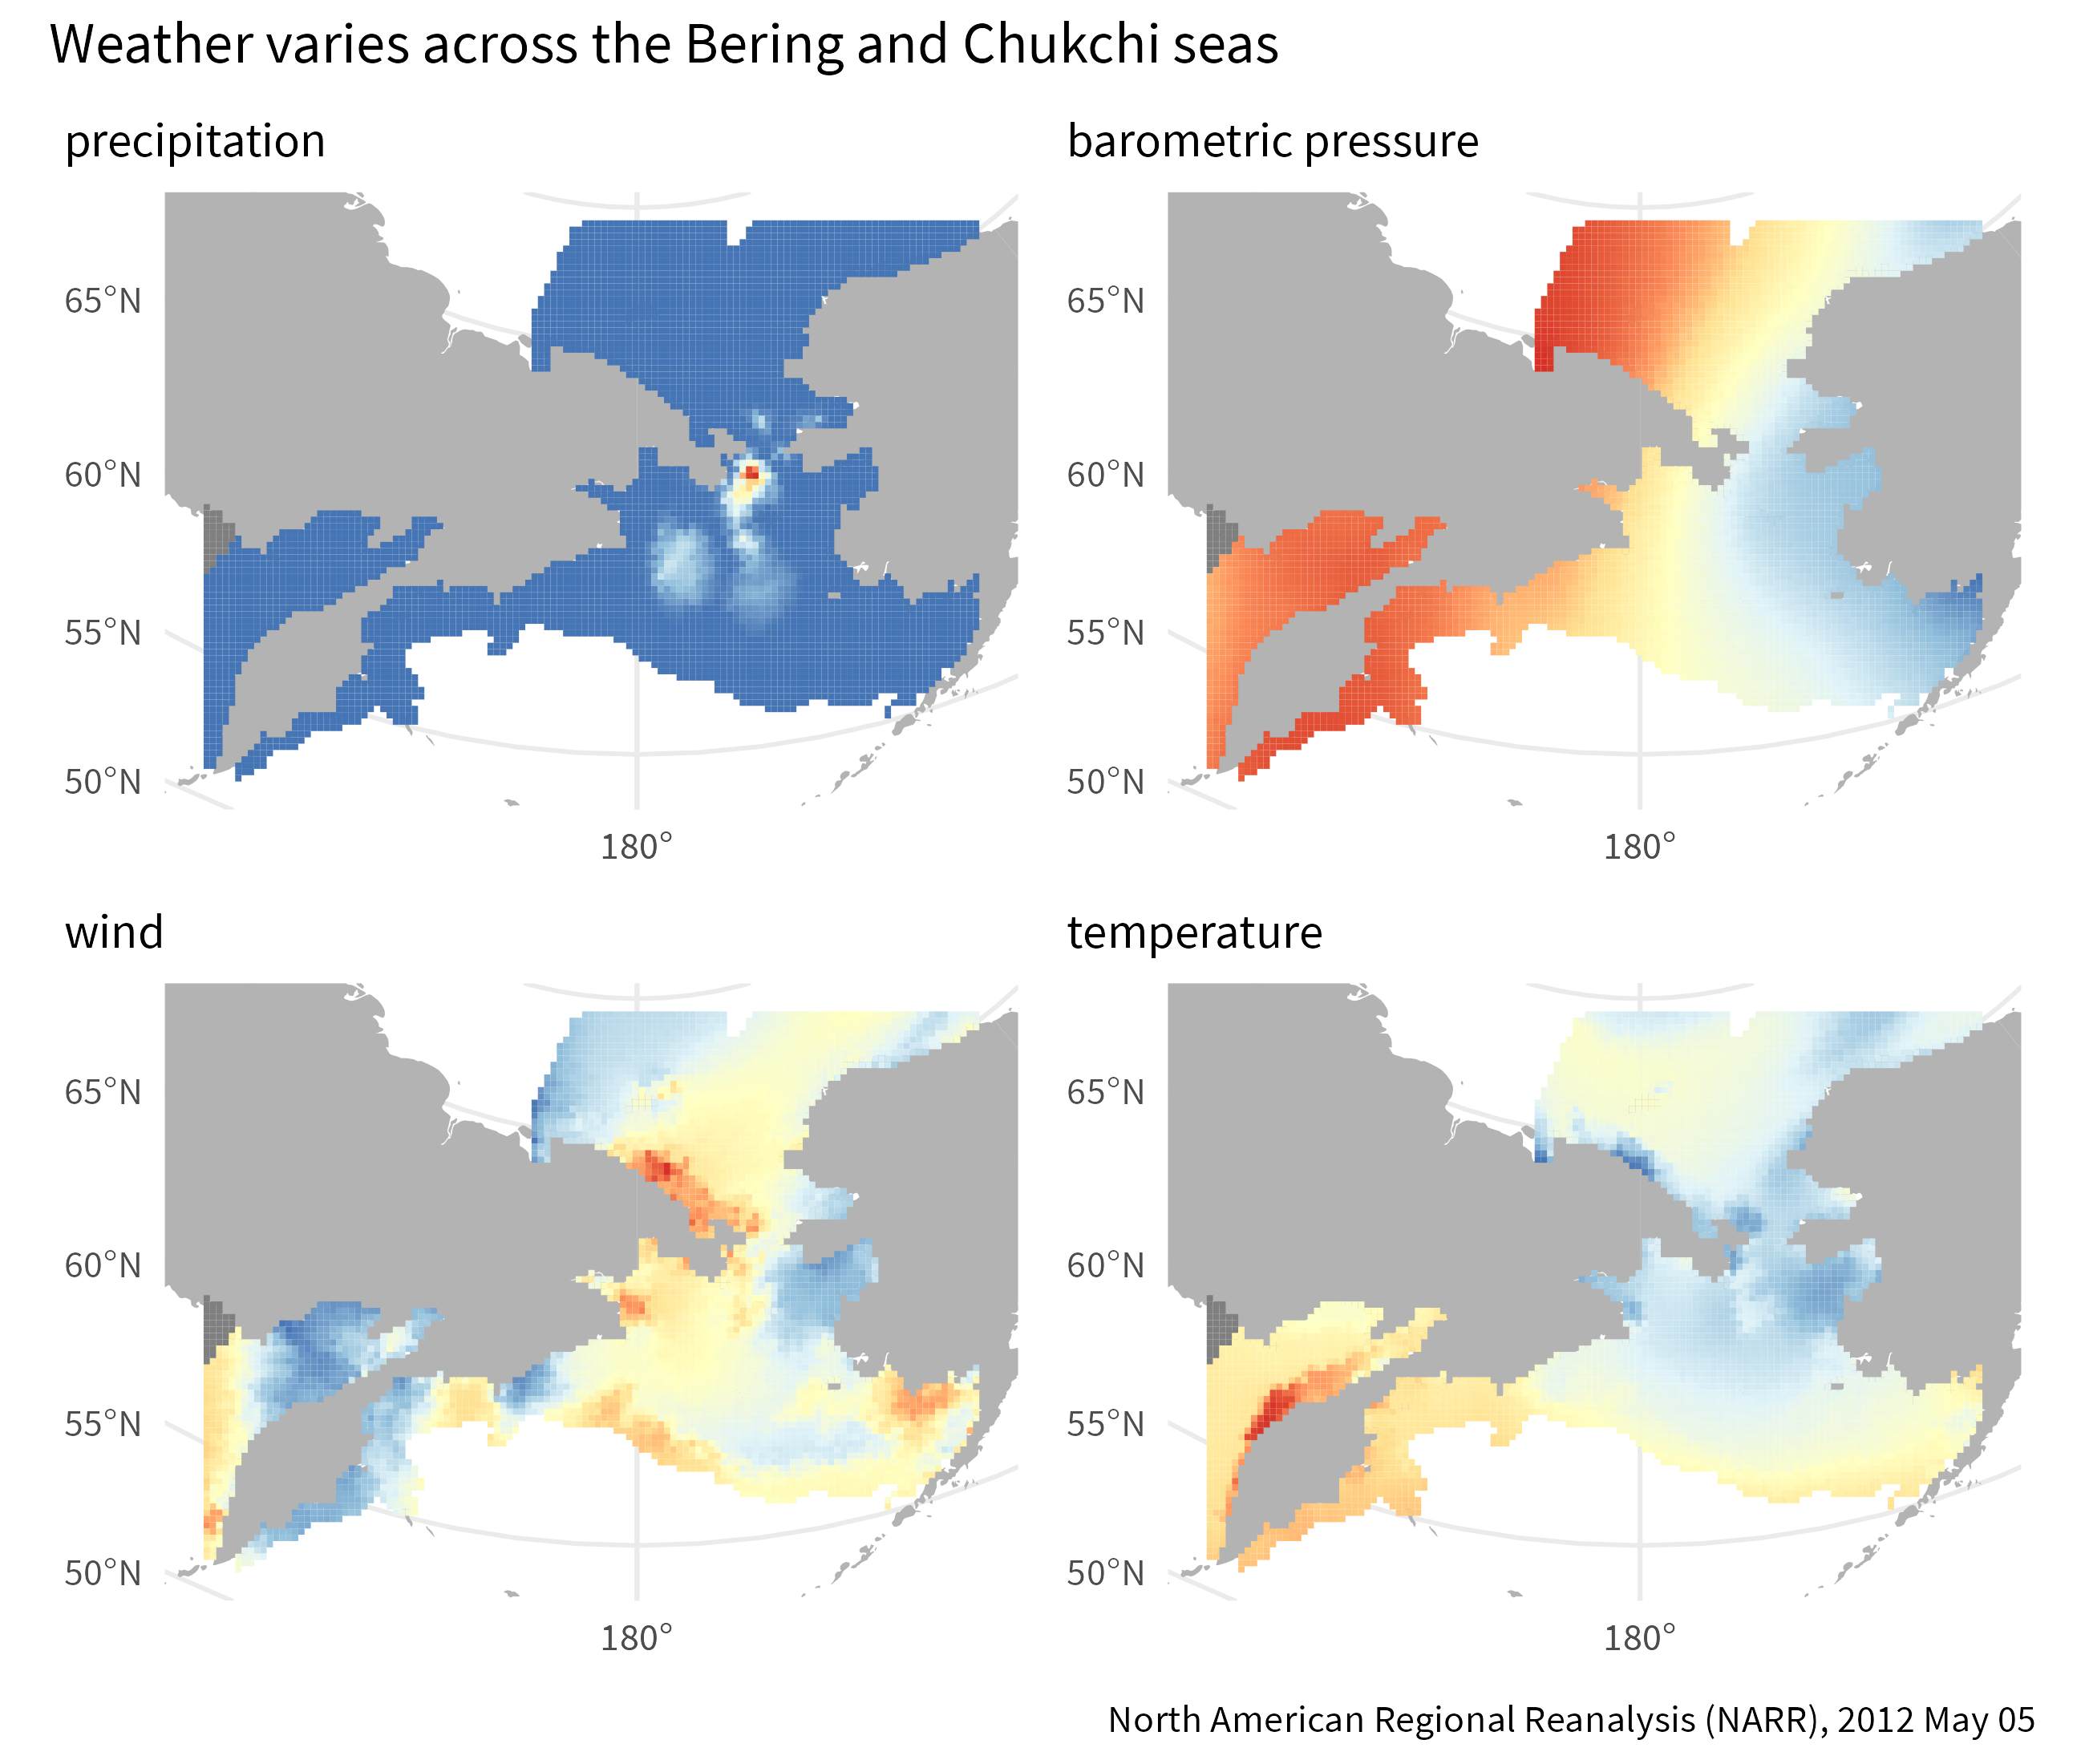 Weather varies across the Bering and Chukchi seas
precipitation
barometric pressure
65°N
60°N
55°N
50°N
180°
65°N
60°N
55°N
50°N
180°
wind
temperature
65°N
60°N
55°N
50°N
180°
65°N
60°N
55°N
50°N
180°
North American Regional Reanalysis (NARR), 2012 May 05